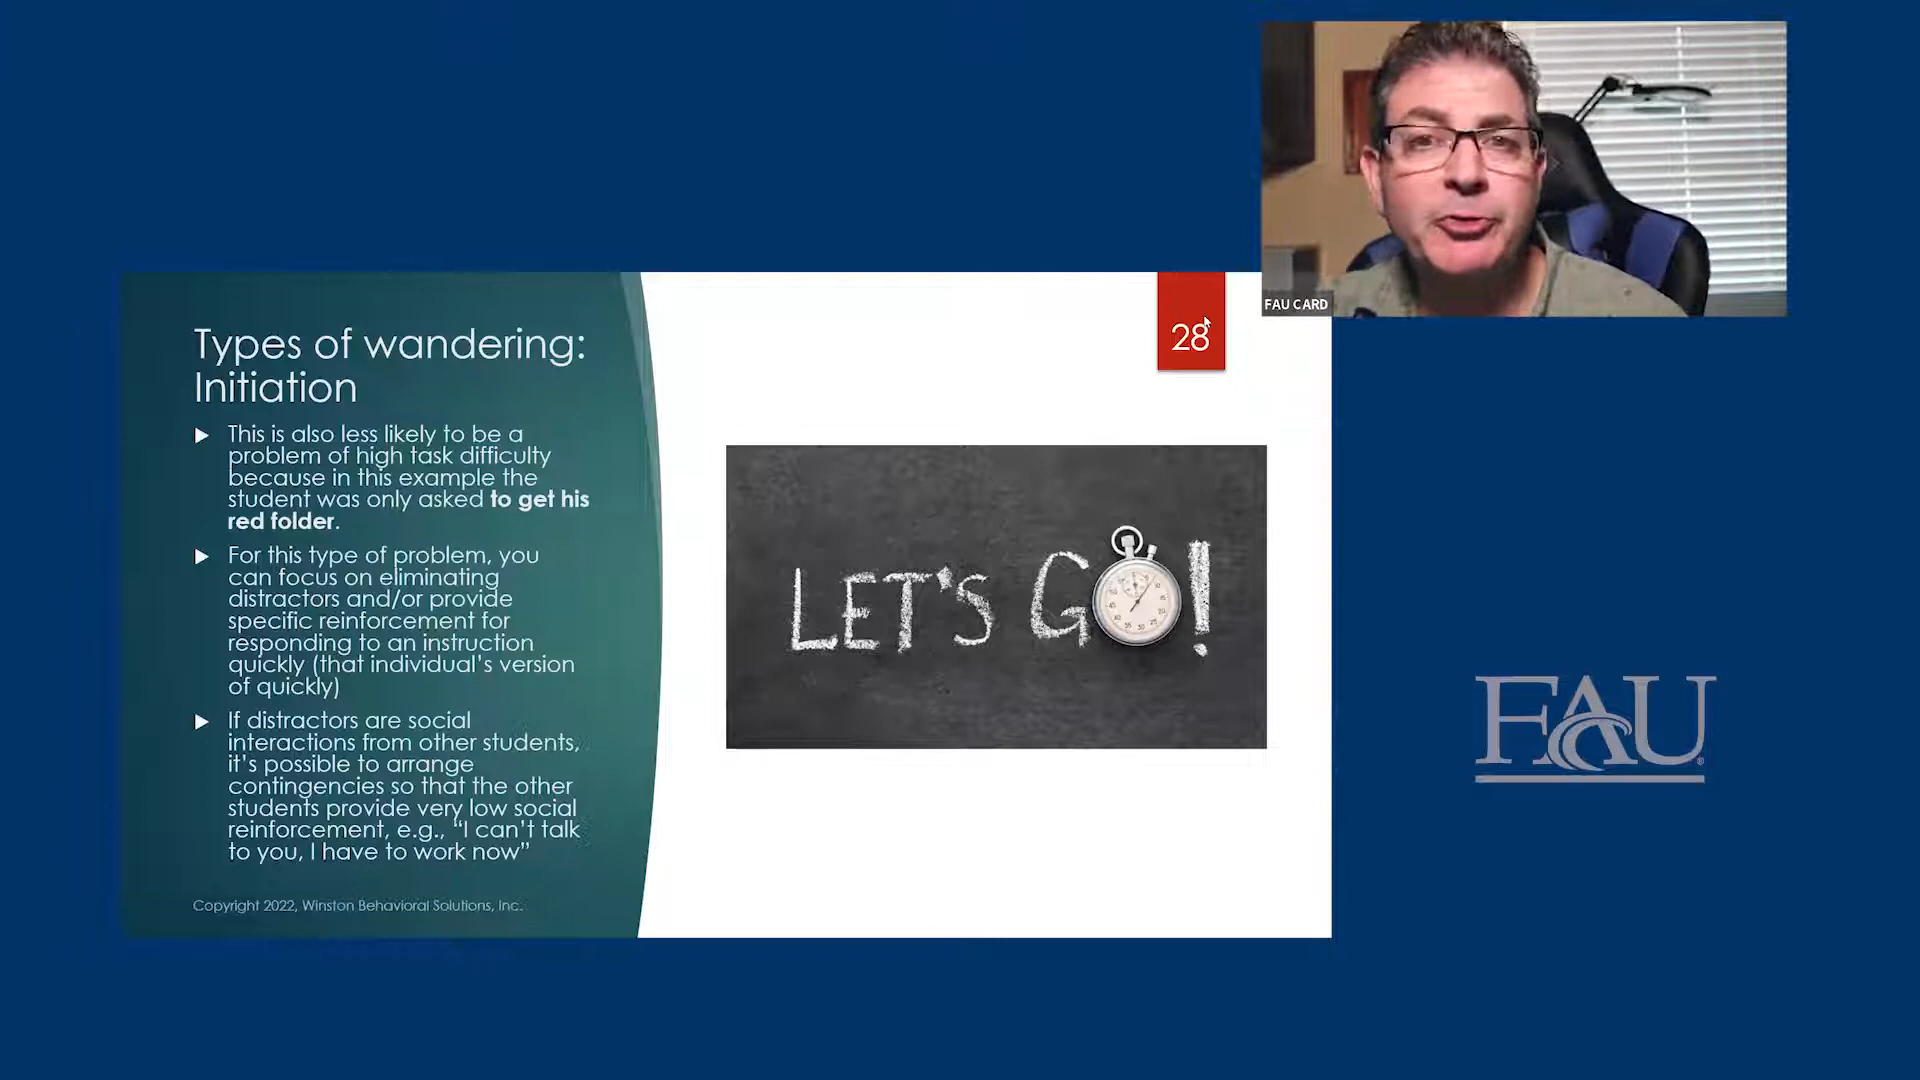 FAU CARD
28
Types of wandering:
Initiation
This is also less likely to be a
problem of high task difficulty
because in this example the
student was only asked to get his
red folder.
For this type of problem, you
can focus on eliminating
distractors and/or provide
specific reinforcement for
responding to an instruction
quickly (that individual's version
of quickly)
If distractors are social
interactions from other students,
it's possible to arrange
contingencies so that the other
students provide very low social
reinforcement, e.g., “I can't talk
to you, I have to work now”
Copyright 2022, Winston Behavioral Solutions, Inc.
LET'S GO!
FAU